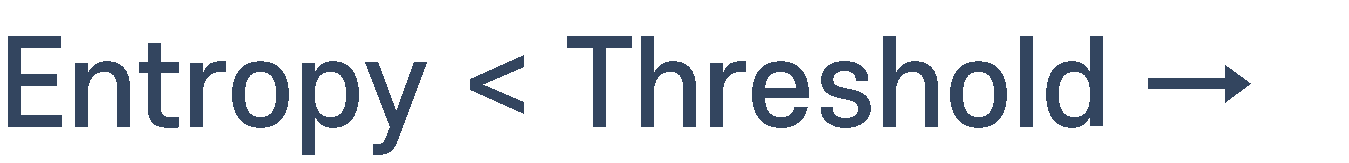 Entropy < Threshold →